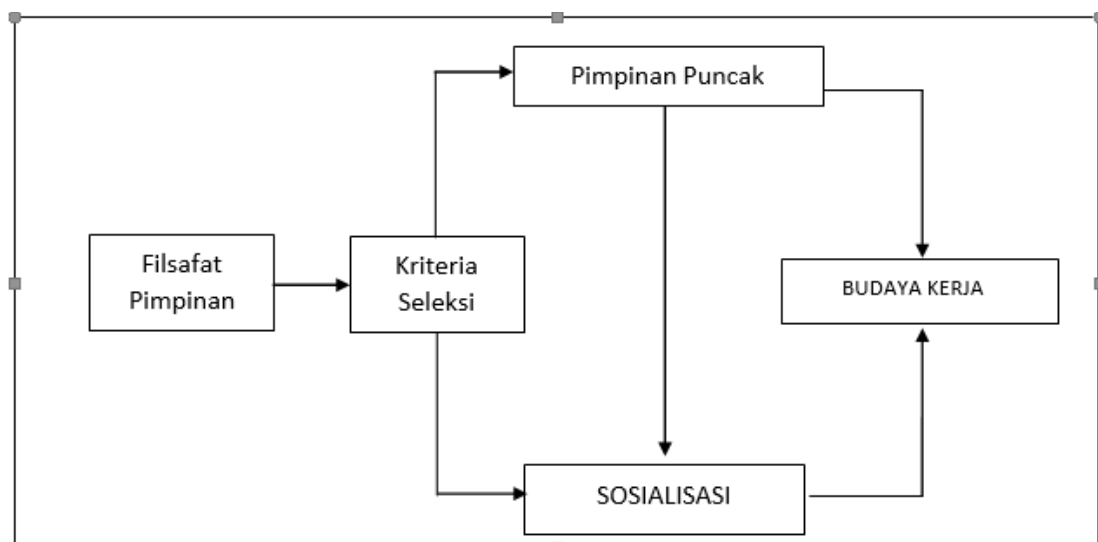 Pimpinan Puncak
Filsafat
Pimpinan
Kriteria
Seleksi
BUDAYA KERJA
SOSIALISASI